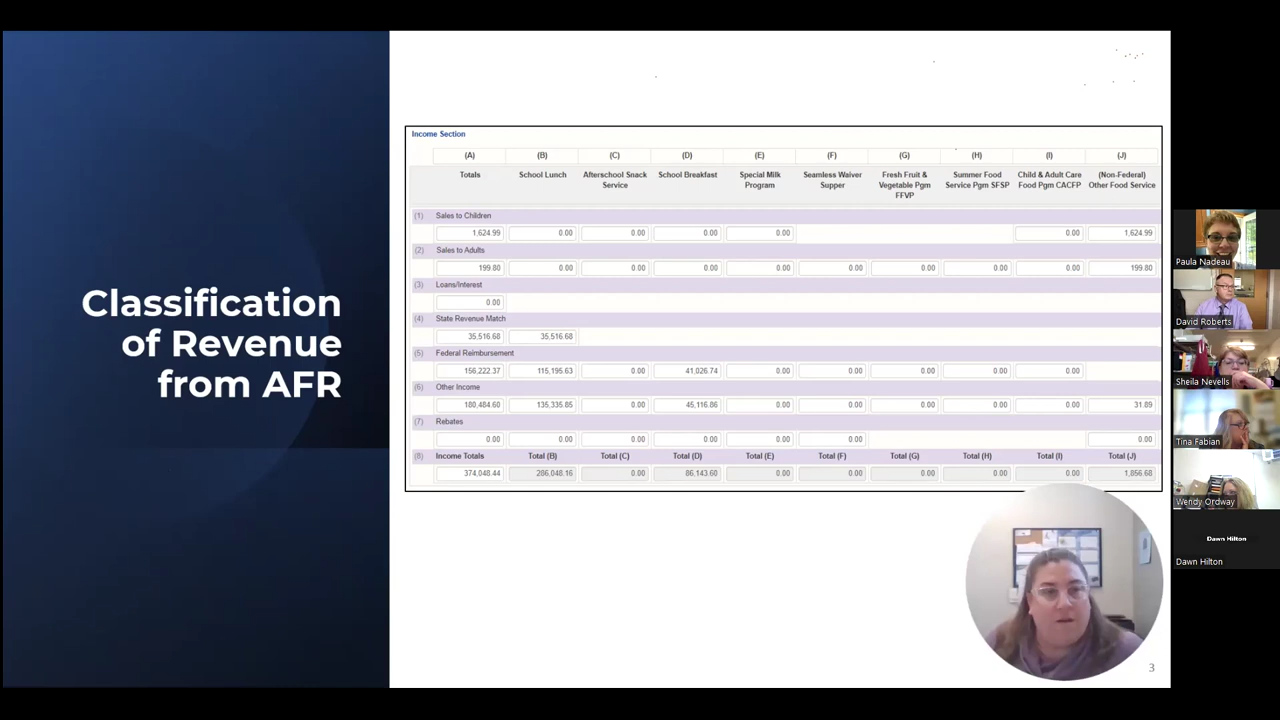 Classification
of Revenue
from AFR
Income Section
(A) (B) (C) (D) (E) (F) (G) (H) (I) (J)
Totals School Lunch Afterschool Snack Service School Breakfast Special Milk Program Seamless Waiver Supper Fresh Fruit & Vegetable Pgm FFVP Summer Food Service Pgm SFSP Child & Adult Care Food Pgm CACFP (Non-Federal) Other Food Service
(1) Sales to Children
1,624.99 0.00 0.00 0.00 0.00 0.00 1,624.99
(2) Sales to Adults
199.80 0.00 0.00 0.00 0.00 0.00 0.00 0.00 0.00 199.80
(3) Loans/Interest
0.00
(4) State Revenue Match
35,516.68 35,516.68
(5) Federal Reimbursement
156,222.37 115,195.63 0.00 41,026.74 0.00 0.00 0.00 0.00 0.00
(6) Other Income
180,484.60 135,335.85 0.00 45,116.86 0.00 0.00 0.00 0.00 0.00 31.89
(7) Rebates
0.00 0.00 0.00 0.00 0.00 0.00 0.00
(8) Income Totals Total (B) Total (C) Total (D) Total (E) Total (F) Total (G) Total (H) Total (I) Total (J)
374,048.44 286,048.16 0.00 86,143.60 0.00 0.00 0.00 0.00 0.00 1,856.68
3
Paula Nadeau
David Roberts
Sheila Nevells
Tina Fabian
Wendy Ordway
Dawn Hilton
Dawn Hilton